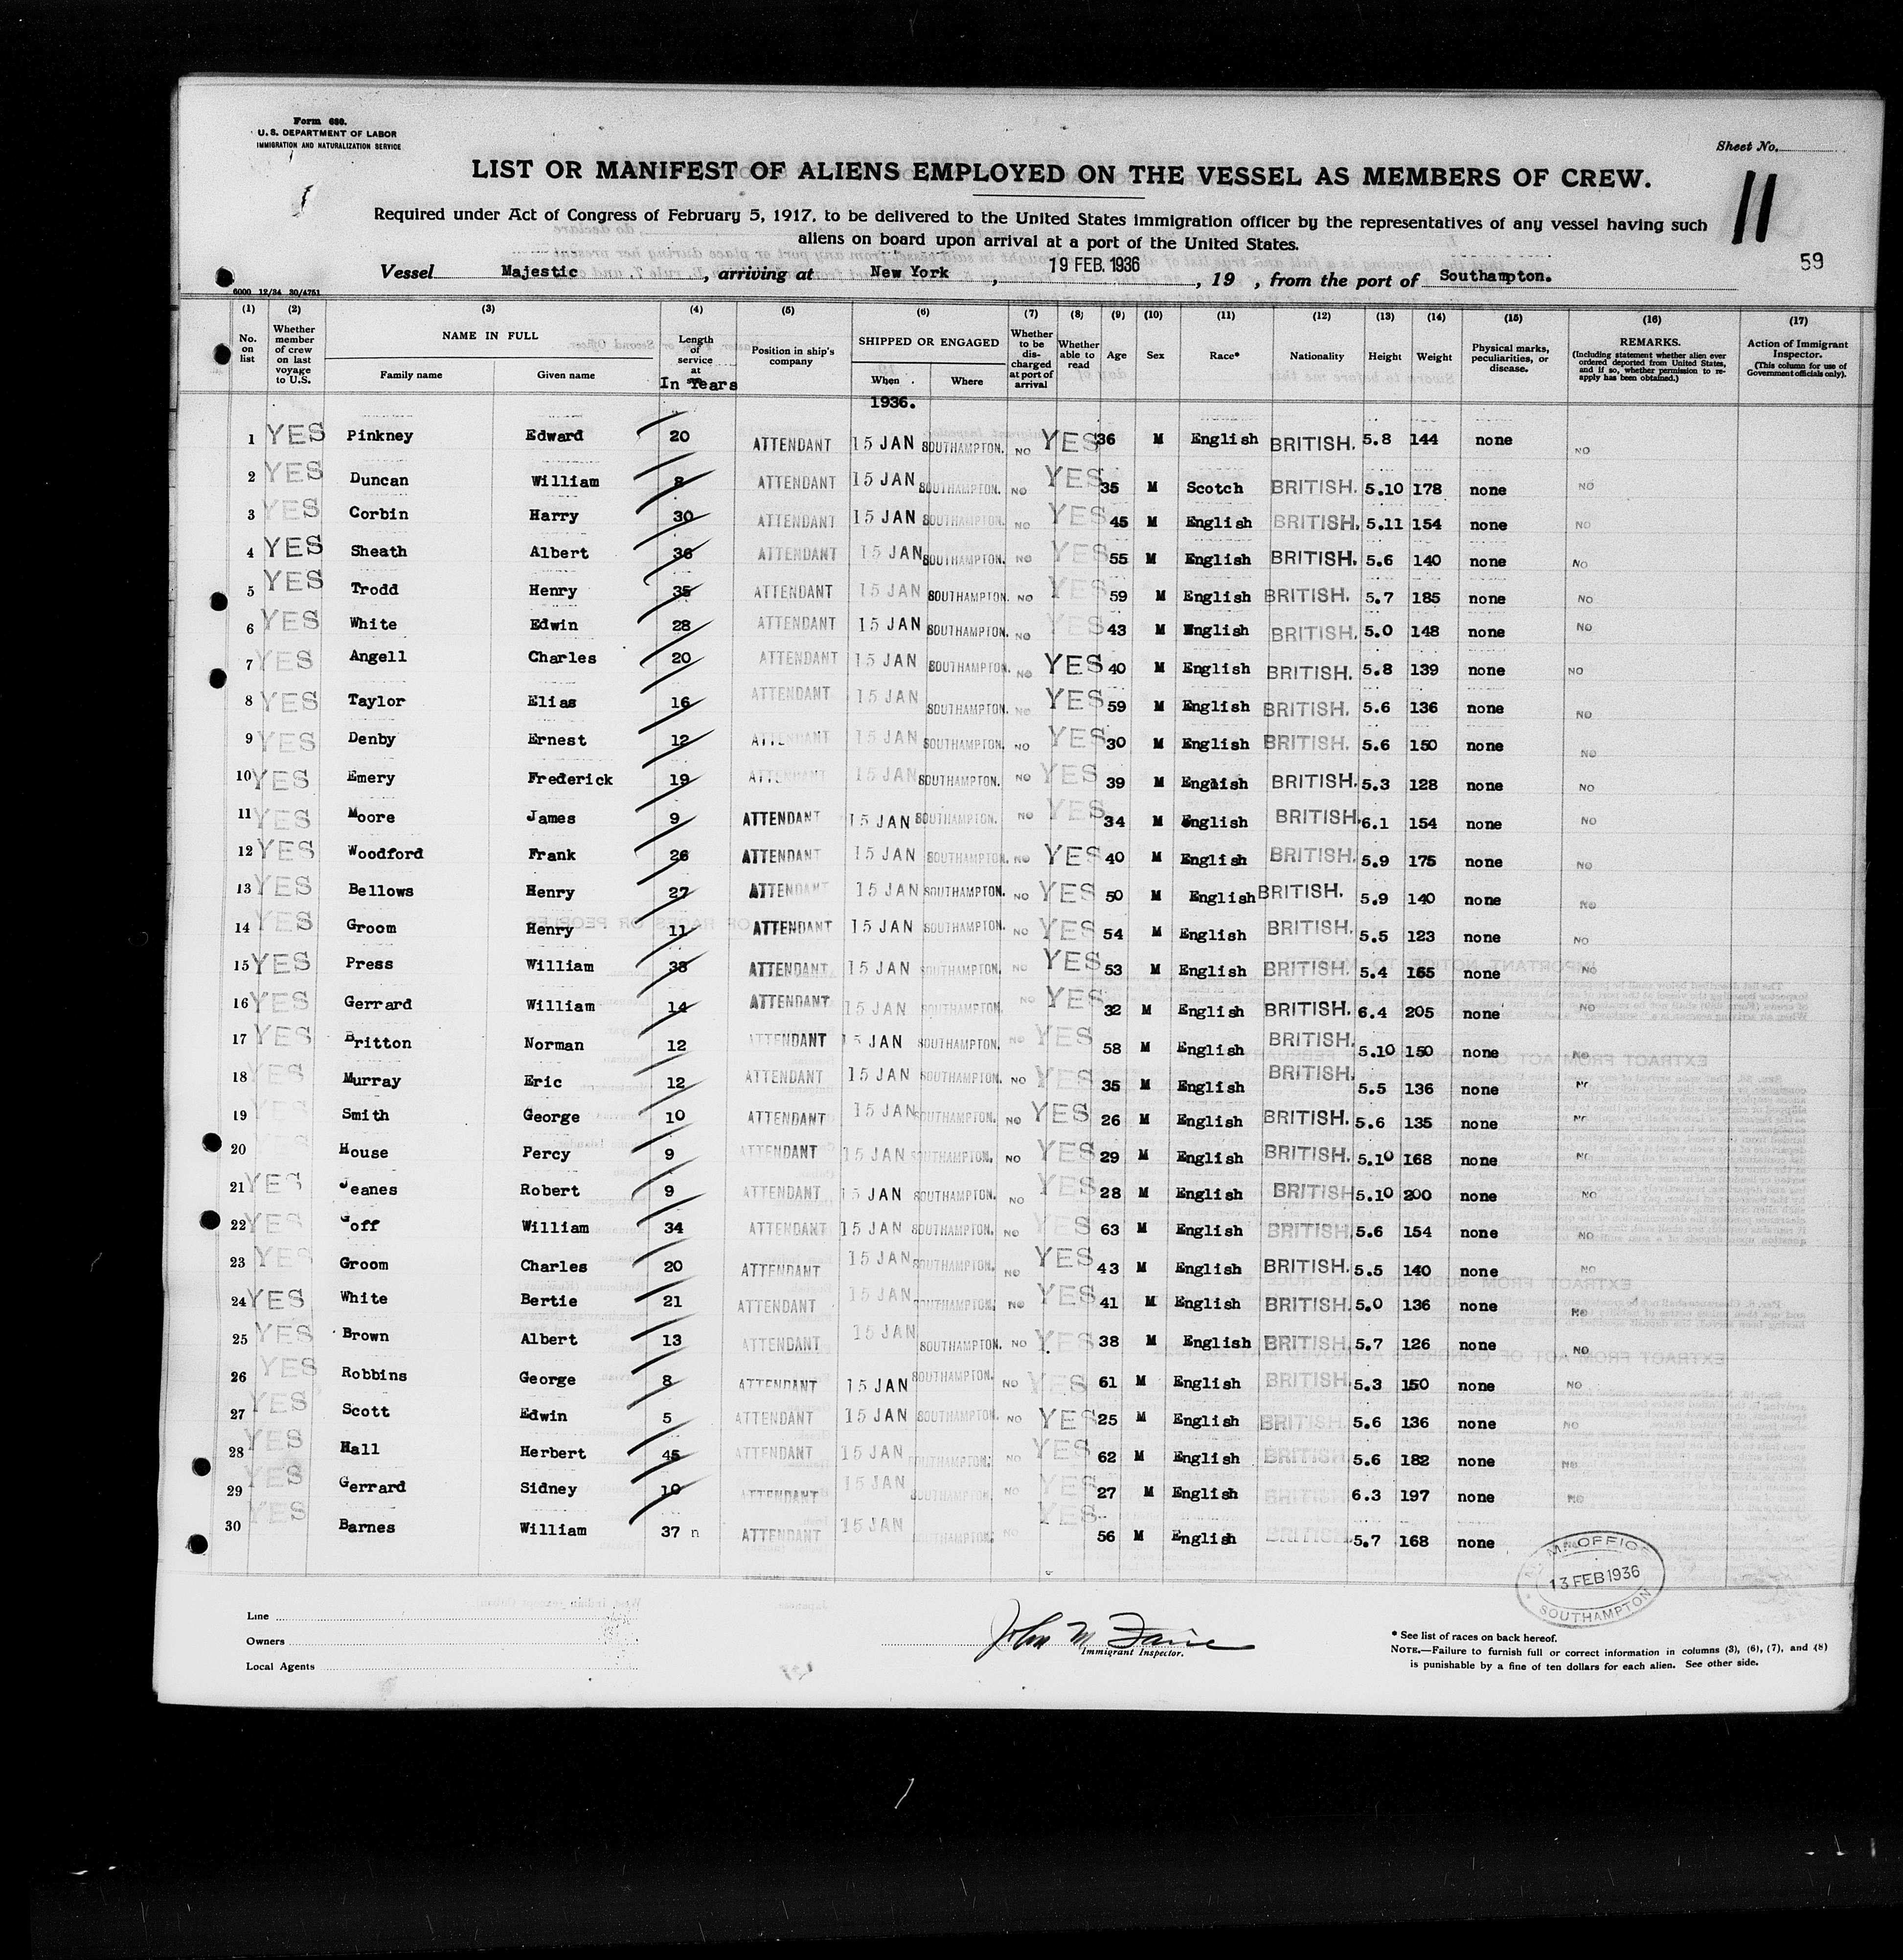 Form 680.
U. S. DEPARTMENT OF LABOR
IMMIGRATION AND NATURALIZATION SERVICE
Sheet No.
LIST OR MANIFEST OF ALIENS EMPLOYED ON THE VESSEL AS MEMBERS OF CREW.
11
Required under Act of Congress of February 5, 1917, to be delivered to the United States immigration officer by the representatives of any vessel having such
aliens on board upon arrival at a port of the United States.
59
Vessel Majestic, arriving at New York, 19 FEB. 1936, 19 , from the port of Southampton.
6000 12/34 30/4751
(1) (2) (3) (4) (5) (6) (7) (8) (9) (10) (11) (12) (13) (14) (15) (16) (17)
No. on list
Whether member of crew on last voyage to U.S.
NAME IN FULL
Family name
Given name
Length of service at
In Years
Position in ship's company
SHIPPED OR ENGAGED
When
Where
Whether to be discharged at port of arrival
Whether able to read
Age
Sex
Race*
Nationality
Height
Weight
Physical marks, peculiarities, or disease.
REMARKS.
(Including statement whether alien ever ordered deported from United States, and if so, whether permission to reapply has been obtained.)
Action of Immigrant Inspector.
(This column for use of Government officials only).
1936.
1 YES Pinkney Edward 20 ATTENDANT 15 JAN SOUTHAMPTON. NO YES 36 M English BRITISH. 5.8 144 none NO
2 YES Duncan William 8 ATTENDANT 15 JAN SOUTHAMPTON. NO YES 35 M Scotch BRITISH. 5.10 178 none NO
3 YES Corbin Harry 30 ATTENDANT 15 JAN SOUTHAMPTON. NO YES 45 M English BRITISH. 5.11 154 none NO
4 YES Sheath Albert 36 ATTENDANT 15 JAN SOUTHAMPTON. NO YES 55 M English BRITISH. 5.6 140 none NO
5 YES Trodd Henry 35 ATTENDANT 15 JAN SOUTHAMPTON. NO YES 59 M English BRITISH. 5.7 185 none NO
6 YES White Edwin 28 ATTENDANT 15 JAN SOUTHAMPTON. NO YES 43 M English BRITISH. 5.0 148 none NO
7 YES Angell Charles 20 ATTENDANT 15 JAN SOUTHAMPTON. NO YES 40 M English BRITISH. 5.8 139 none NO
8 YES Taylor Elias 16 ATTENDANT 15 JAN SOUTHAMPTON. NO YES 59 M English BRITISH. 5.6 136 none NO
9 YES Denby Ernest 12 ATTENDANT 15 JAN SOUTHAMPTON. NO YES 30 M English BRITISH. 5.6 150 none NO
10 YES Emery Frederick 19 ATTENDANT 15 JAN SOUTHAMPTON. NO YES 39 M English BRITISH. 5.3 128 none NO
11 YES Moore James 9 ATTENDANT 15 JAN SOUTHAMPTON. NO YES 34 M English BRITISH. 6.1 154 none NO
12 YES Woodford Frank 26 ATTENDANT 15 JAN SOUTHAMPTON. NO YES 40 M English BRITISH. 5.9 175 none NO
13 YES Bellows Henry 27 ATTENDANT 15 JAN SOUTHAMPTON. NO YES 50 M English BRITISH. 5.9 140 none NO
14 YES Groom Henry 11 ATTENDANT 15 JAN SOUTHAMPTON. NO YES 54 M English BRITISH. 5.5 123 none NO
15 YES Press William 38 ATTENDANT 15 JAN SOUTHAMPTON. NO YES 53 M English BRITISH. 5.4 165 none NO
16 YES Gerrard William 14 ATTENDANT 15 JAN SOUTHAMPTON. NO YES 32 M English BRITISH. 6.4 205 none NO
17 YES Britton Norman 12 ATTENDANT 15 JAN SOUTHAMPTON. NO YES 58 M English BRITISH. 5.10 150 none NO
18 YES Murray Eric 12 ATTENDANT 15 JAN SOUTHAMPTON. NO YES 35 M English BRITISH. 5.5 136 none NO
19 YES Smith George 10 ATTENDANT 15 JAN SOUTHAMPTON. NO YES 26 M English BRITISH. 5.6 135 none NO
20 YES House Percy 9 ATTENDANT 15 JAN SOUTHAMPTON. NO YES 29 M English BRITISH. 5.10 168 none NO
21 YES Jeanes Robert 9 ATTENDANT 15 JAN SOUTHAMPTON. NO YES 28 M English BRITISH 5.10 200 none NO
22 YES Goff William 34 ATTENDANT 15 JAN SOUTHAMPTON. NO YES 63 M English BRITISH. 5.6 154 none NO
23 YES Groom Charles 20 ATTENDANT 15 JAN SOUTHAMPTON. NO YES 43 M English BRITISH. 5.5 140 none NO
24 YES White Bertie 21 ATTENDANT 15 JAN SOUTHAMPTON. NO YES 41 M English BRITISH. 5.0 136 none NO
25 YES Brown Albert 13 ATTENDANT 15 JAN SOUTHAMPTON. NO YES 38 M English BRITISH. 5.7 126 none NO
26 YES Robbins George 8 ATTENDANT 15 JAN SOUTHAMPTON. NO YES 61 M English BRITISH. 5.3 150 none NO
27 YES Scott Edwin 5 ATTENDANT 15 JAN SOUTHAMPTON. NO YES 25 M English BRITISH. 5.6 136 none NO
28 YES Hall Herbert 45 ATTENDANT 15 JAN SOUTHAMPTON. NO YES 62 M English BRITISH. 5.6 182 none NO
29 YES Gerrard Sidney 10 ATTENDANT 15 JAN SOUTHAMPTON. NO YES 27 M English BRITISH 6.3 197 none NO
30 YES Barnes William 37 n ATTENDANT 15 JAN SOUTHAMPTON. NO YES 56 M English BRITISH. 5.7 168 none
OFFICE
13 FEB 1936
SOUTHAMPTON
Line
Owners
Local Agents
John M
Immigrant Inspector.
* See list of races on back hereof.
NOTE.—Failure to furnish full or correct information in columns (3), (6), (7), and (8)
is punishable by a fine of ten dollars for each alien. See other side.